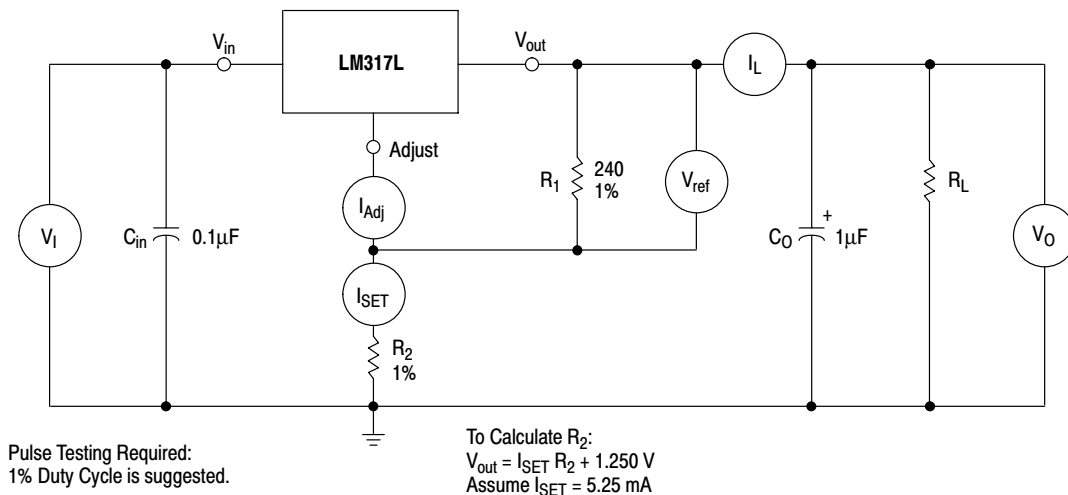 V_in
V_out
LM317L
I_L
Adjust
R_1
240
1%
V_ref
R_L
I_Adj
V_I
C_in
0.1μF
C_O
+
1μF
V_O
I_SET
R_2
1%
Pulse Testing Required:
1% Duty Cycle is suggested.
To Calculate R_2:
V_out = I_SET R_2 + 1.250 V
Assume I_SET = 5.25 mA